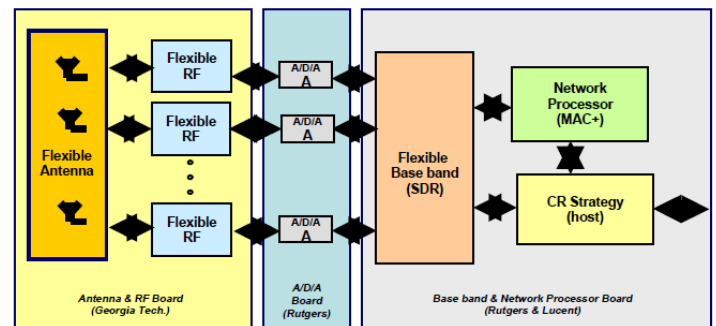 Flexible
Antenna
Flexible
RF
Flexible
RF
Flexible
RF
A/D/A
A
A/D/A
A
A/D/A
A
Flexible
Base band
(SDR)
Network
Processor
(MAC+)
CR Strategy
(host)
Antenna & RF Board
(Georgia Tech.)
A/D/A
Board
(Rutgers)
Base band & Network Processor Board
(Rutgers & Lucent)